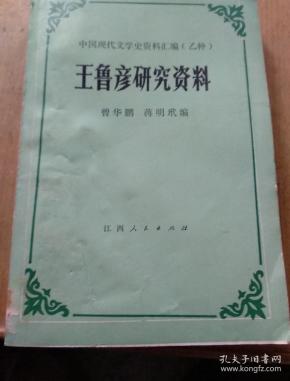 中国现代文学史资料汇编（乙种）
王鲁彦研究资料
曾华鹏 蒋明玳编
江西人民出版社
孔夫子旧书网